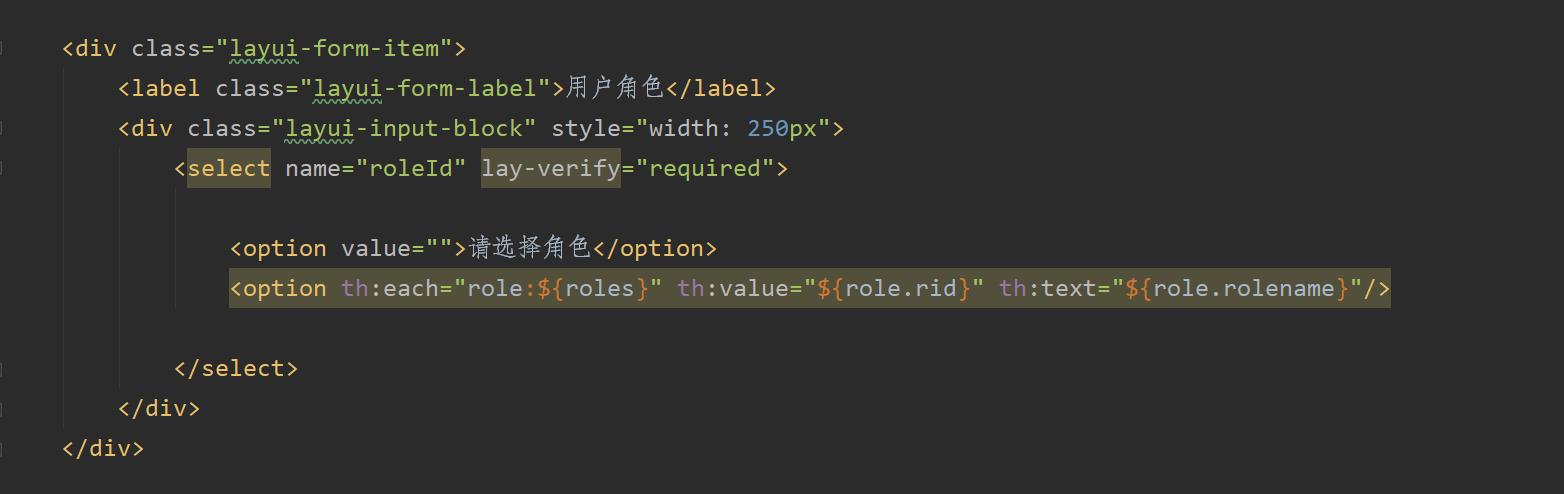 <div class="layui-form-item">
<label class="layui-form-label">用户角色</label>
<div class="layui-input-block" style="width: 250px">
<select name="roleId" lay-verify="required">
<option value="">请选择角色</option>
<option th:each="role:${roles}" th:value="${role.rid}" th:text="${role.rolename}"/>
</select>
</div>
</div>